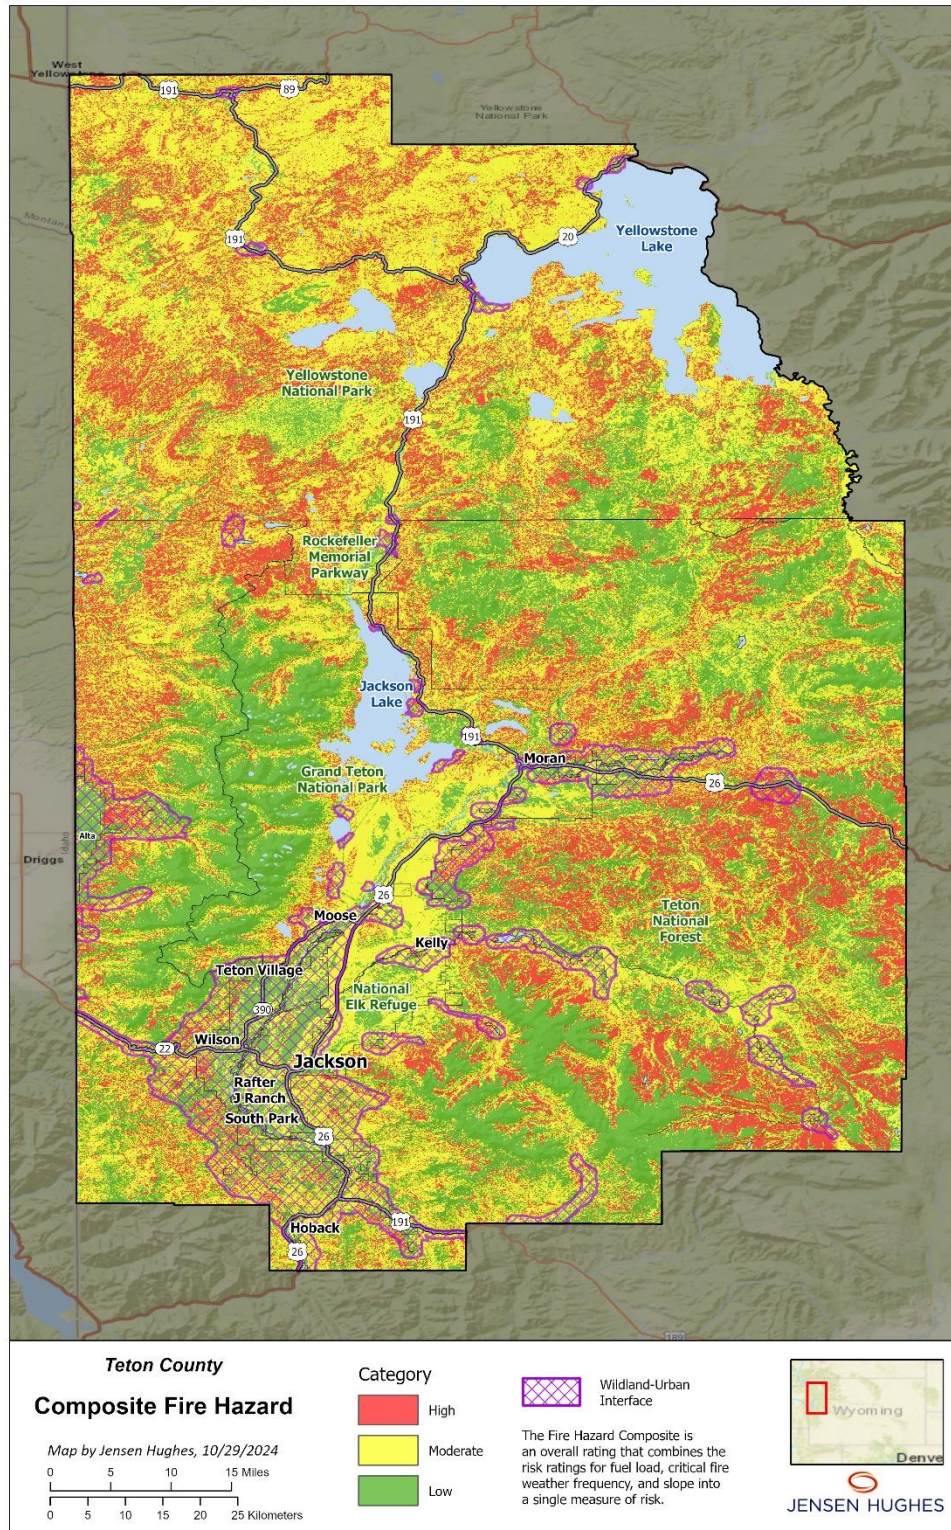 West
Yellowstone
191
89
Yellowstone
National Park
Montana
191
20
Yellowstone
Lake
Yellowstone
National Park
191
Rockefeller
Memorial
Parkway
Jackson
Lake
191
Moran
Grand Teton
National Park
26
Alta
Idaho
Driggs
26
Teton
National
Forest
Moose
Kelly
Teton Village
National
Elk Refuge
390
Wilson
22
Jackson
Rafter
J Ranch
South Park
26
191
Hoback
26
189
Teton County
Composite Fire Hazard
Map by Jensen Hughes, 10/29/2024
0 5 10 15 Miles
0 5 10 15 20 25 Kilometers
Category
High
Moderate
Low
Wildland-Urban
Interface
The Fire Hazard Composite is
an overall rating that combines the
risk ratings for fuel load, critical fire
weather frequency, and slope into
a single measure of risk.
Wyoming
Denve
JENSEN HUGHES